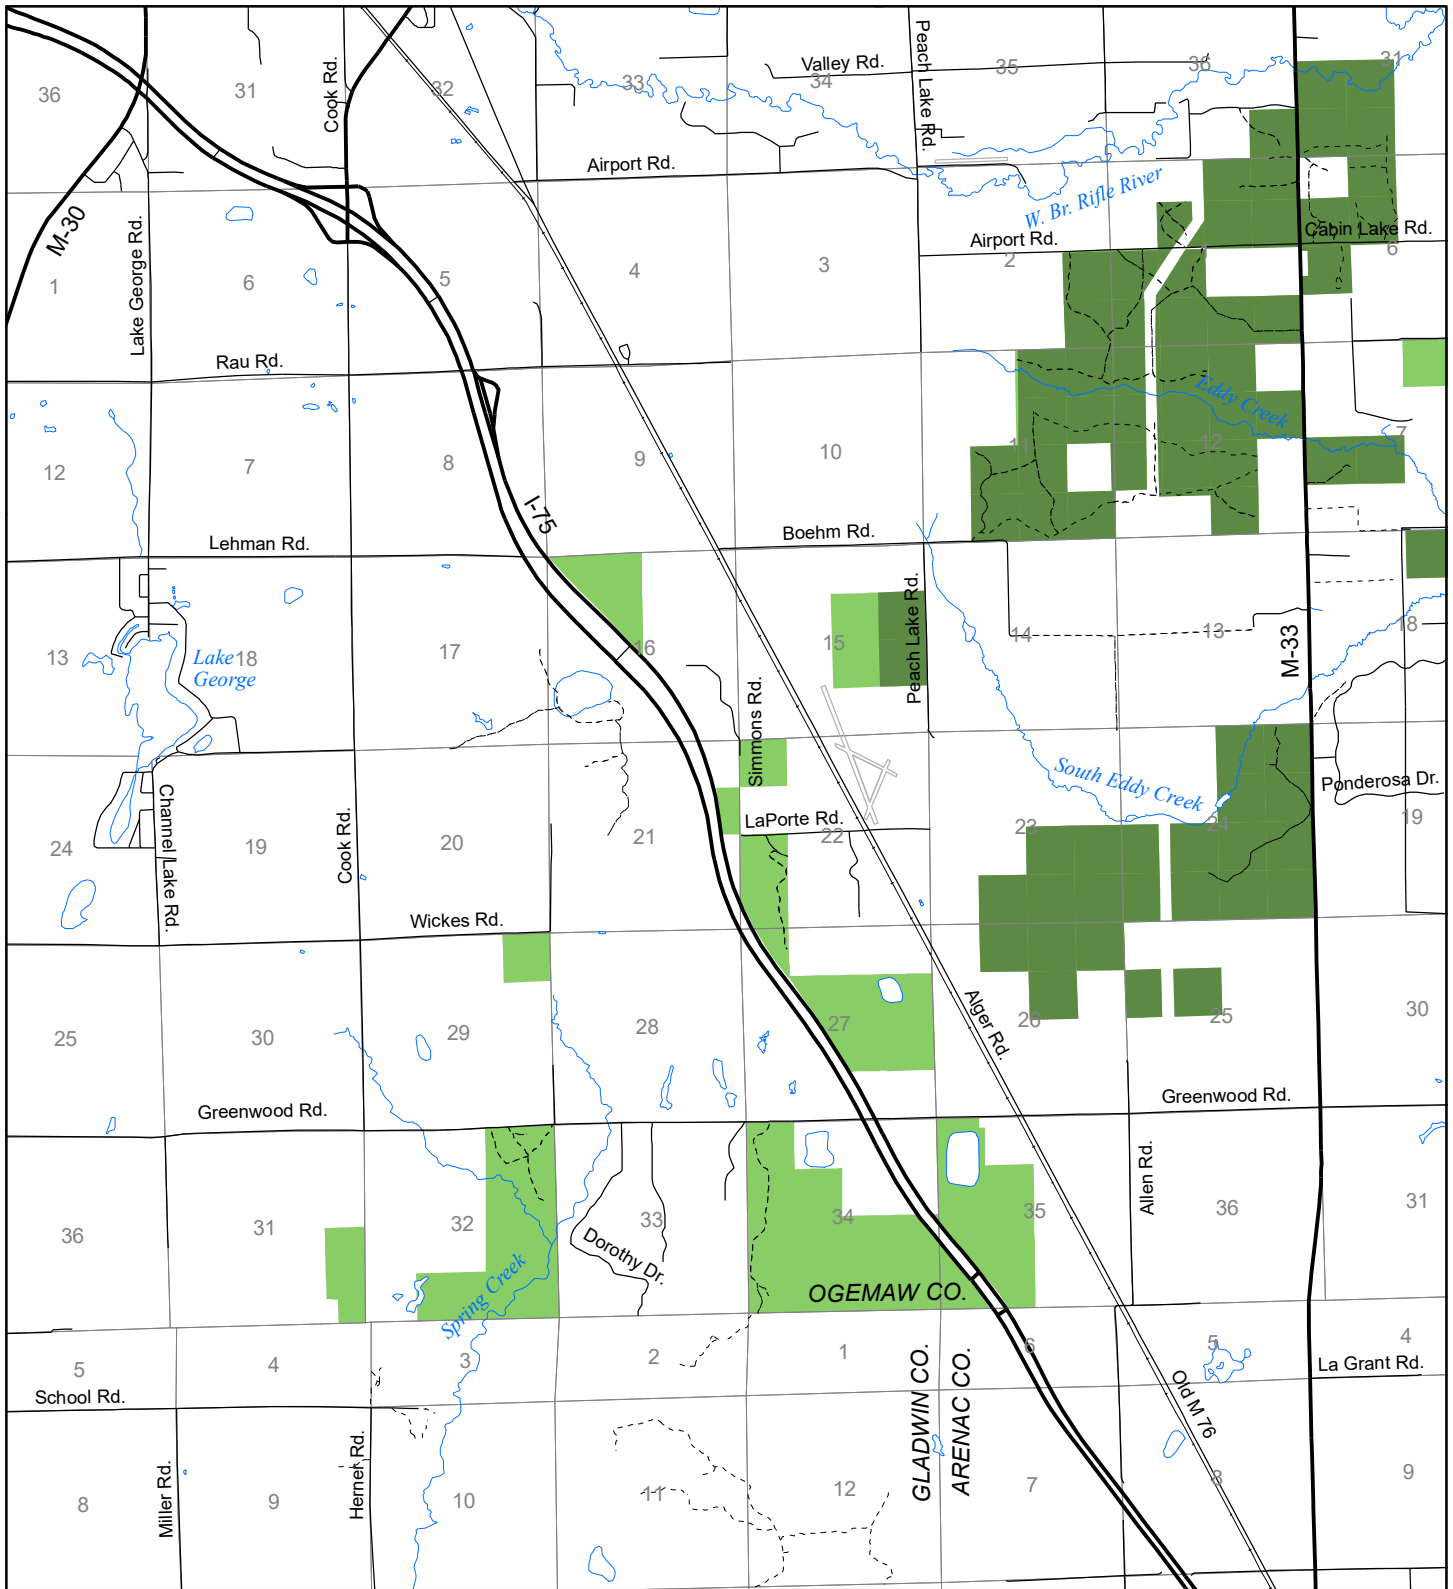 36
31
Cook Rd.
32
33
Valley Rd.
34
Peach Lake Rd.
35
36
31
Airport Rd.
W. Br. Rifle River
M-30
Lake George Rd.
Airport Rd.
Cabin Lake Rd.
1
6
5
4
3
2
1
6
Rau Rd.
Eddy Creek
12
7
8
9
10
11
12
7
I-75
Lehman Rd.
Boehm Rd.
13
Lake
George
18
17
16
15
Peach Lake Rd.
14
13
M-33
18
Simmons Rd.
South Eddy Creek
Ponderosa Dr.
Channel Lake Rd.
Cook Rd.
LaPorte Rd.
24
19
20
21
22
23
24
19
Wickes Rd.
Alger Rd.
25
30
29
28
27
26
25
30
Greenwood Rd.
Greenwood Rd.
Allen Rd.
36
31
32
33
34
35
36
31
Dorothy Dr.
Spring Creek
OGEMAW CO.
5
4
3
2
1
6
5
4
School Rd.
GLADWIN CO.
ARENAC CO.
La Grant Rd.
Old M 76
Miller Rd.
Herner Rd.
8
9
10
11
12
7
8
9